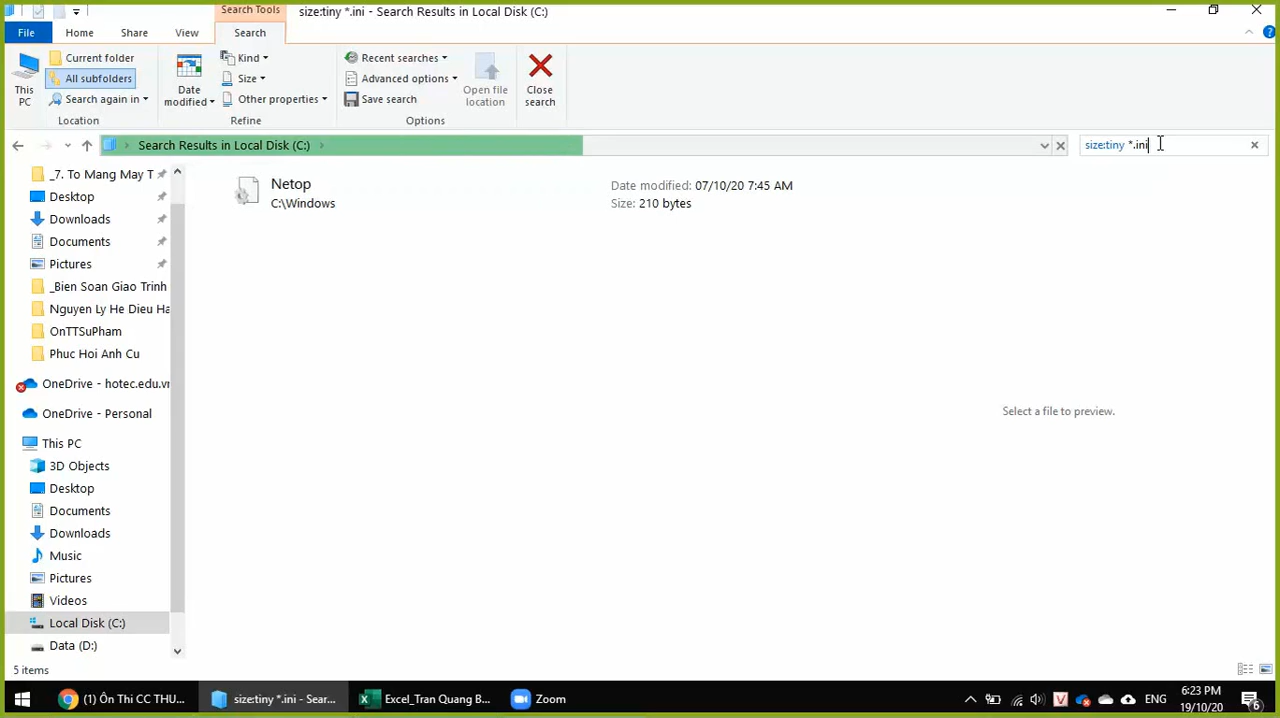 Search Tools
size:tiny *.ini - Search Results in Local Disk (C:)
File
Home
Share
View
Search
This PC
Current folder
All subfolders
Search again in
Location
Date modified
Kind
Size
Other properties
Refine
Recent searches
Advanced options
Save search
Open file location
Options
Close search
Search Results in Local Disk (C:)
size:tiny *.ini
_7. To Mang May T
Desktop
Downloads
Documents
Pictures
_Bien Soan Giao Trinh
Nguyen Ly He Dieu Ha
OnTTSuPham
Phuc Hoi Anh Cu
OneDrive - hotec.edu.vn
OneDrive - Personal
This PC
3D Objects
Desktop
Documents
Downloads
Music
Pictures
Videos
Local Disk (C:)
Data (D:)
Netop
C:\Windows
Date modified: 07/10/20 7:45 AM
Size: 210 bytes
Select a file to preview.
5 items
(1) Ôn Thi CC THU...
size:tiny *.ini - Sear...
Excel_Tran Quang B...
Zoom
V
ENG
6:23 PM
19/10/20
6